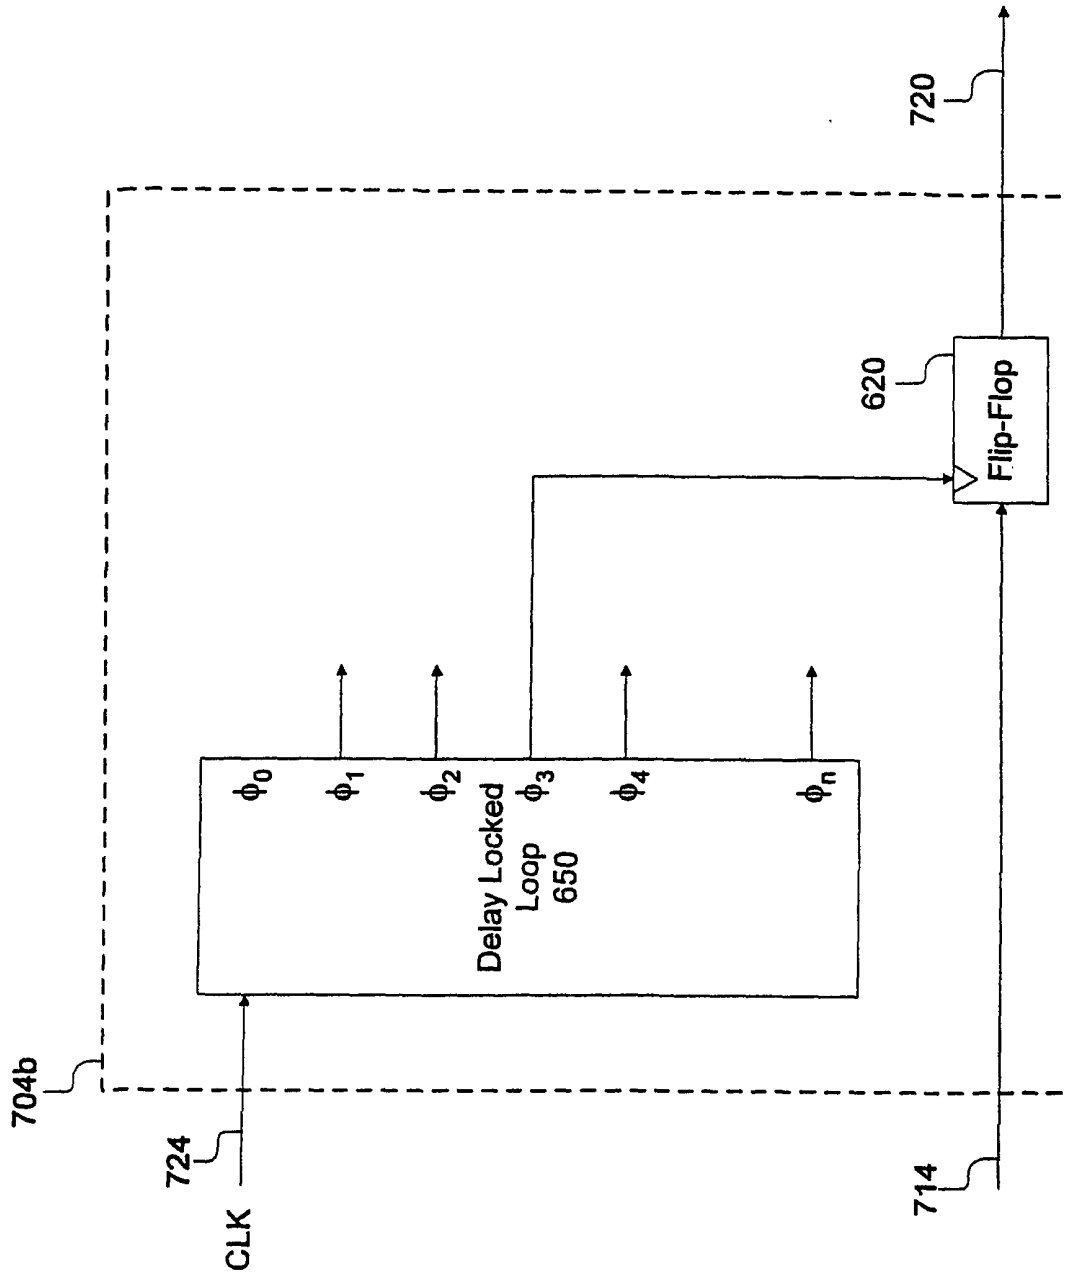 704b
724
CLK
Delay Locked
Loop
650
ϕ0
ϕ1
ϕ2
ϕ3
ϕ4
ϕn
714
620
Flip-Flop
720